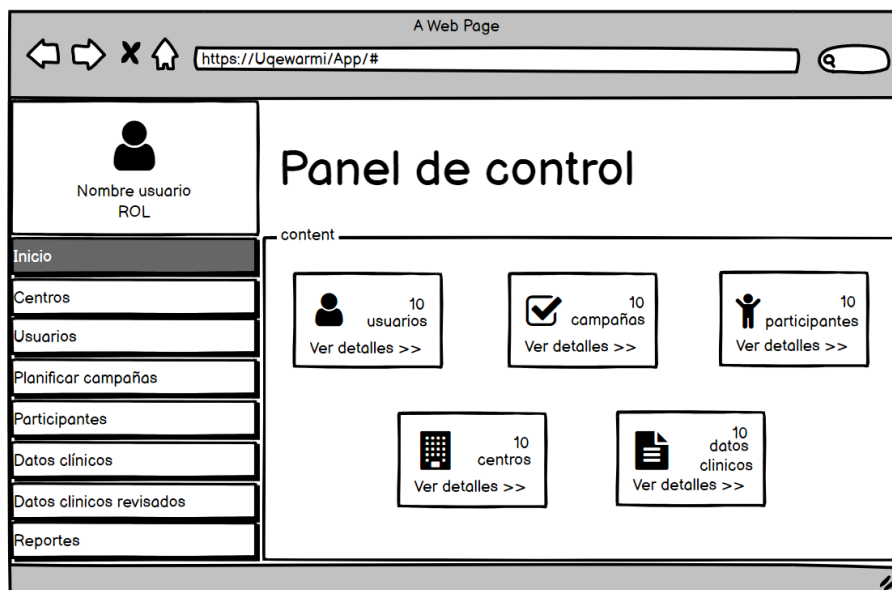 A Web Page
https://Uqewarmi/App/#
Nombre usuario
ROL
Panel de control
Inicio
Centros
Usuarios
Planificar campañas
Participantes
Datos clínicos
Datos clinicos revisados
Reportes
content
10
usuarios
Ver detalles >>
10
campañas
Ver detalles >>
10
participantes
Ver detalles >>
10
centros
Ver detalles >>
10
datos
clinicos
Ver detalles >>